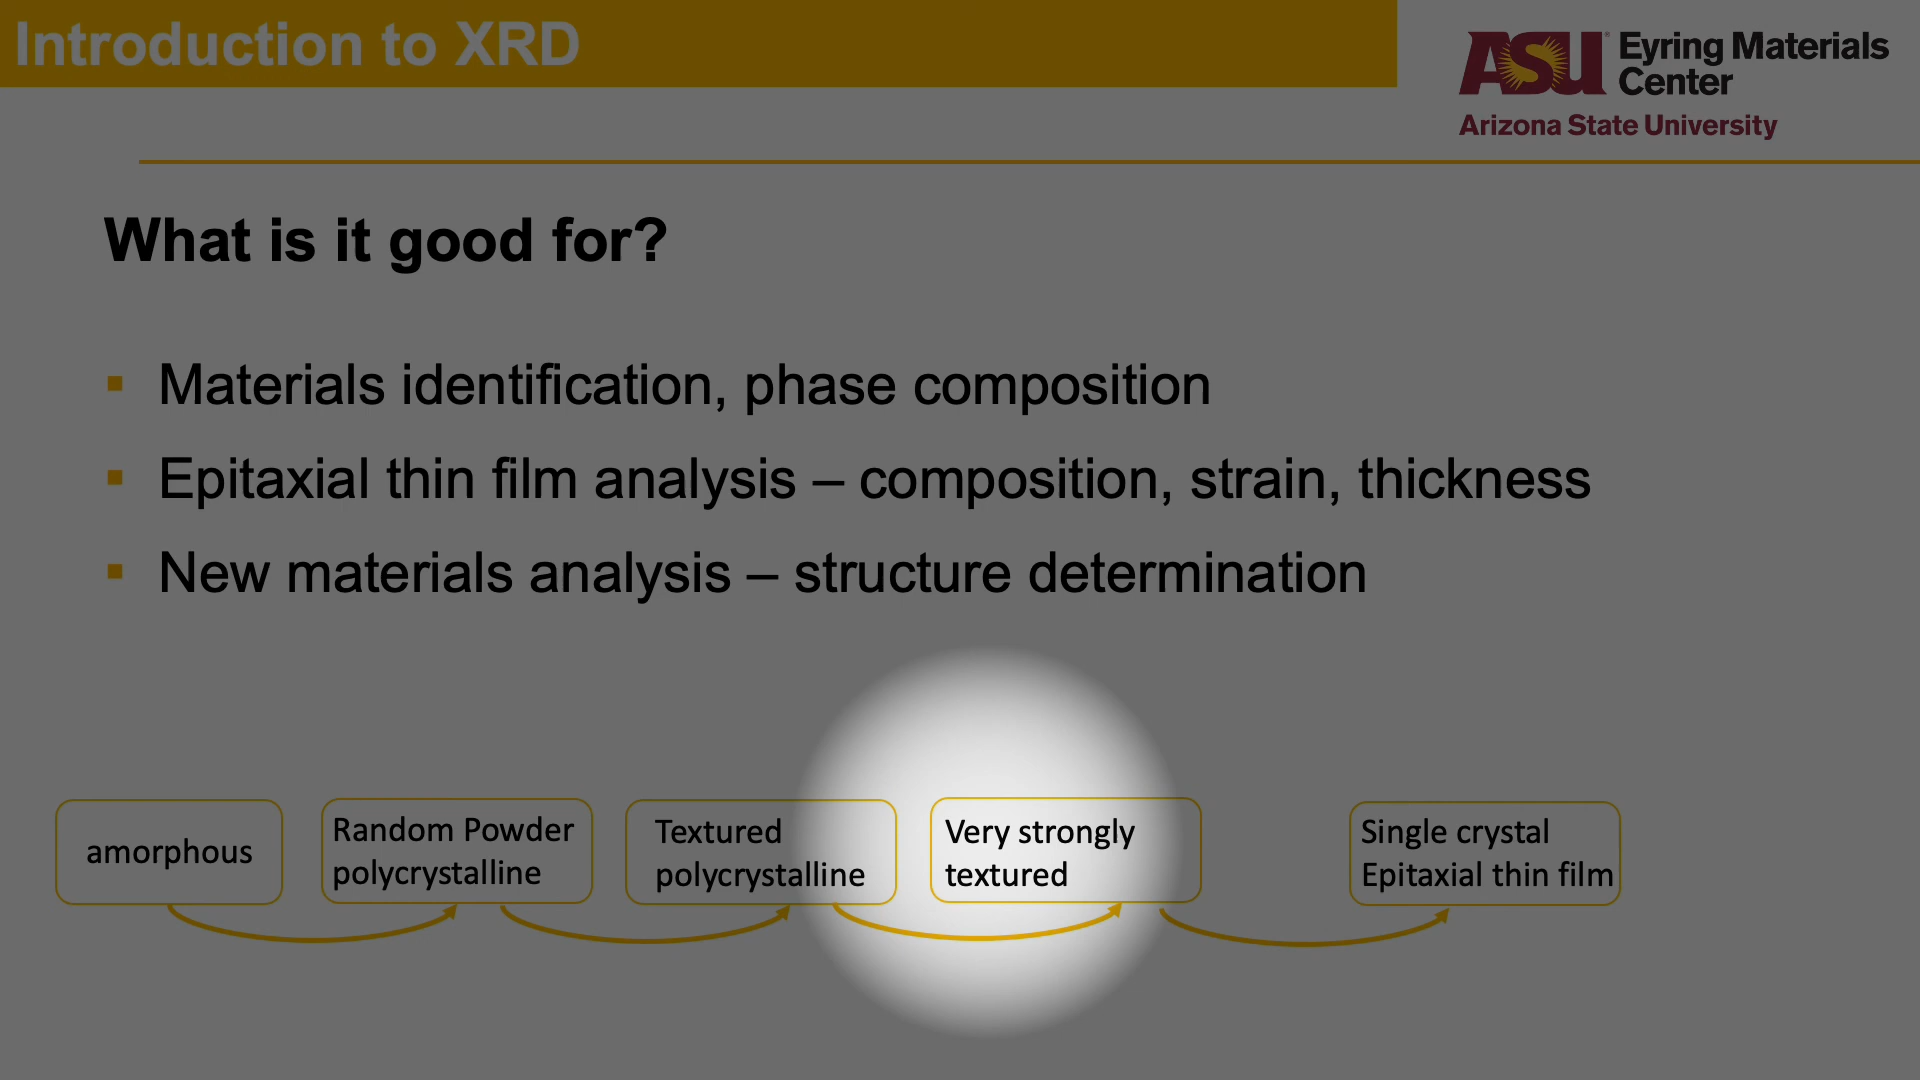 Introduction to XRD
ASU
Eyring Materials
Center
Arizona State University
What is it good for?
▪ Materials identification, phase composition
▪ Epitaxial thin film analysis – composition, strain, thickness
▪ New materials analysis – structure determination
amorphous
Random Powder
polycrystalline
Textured
polycrystalline
Very strongly
textured
Single crystal
Epitaxial thin film